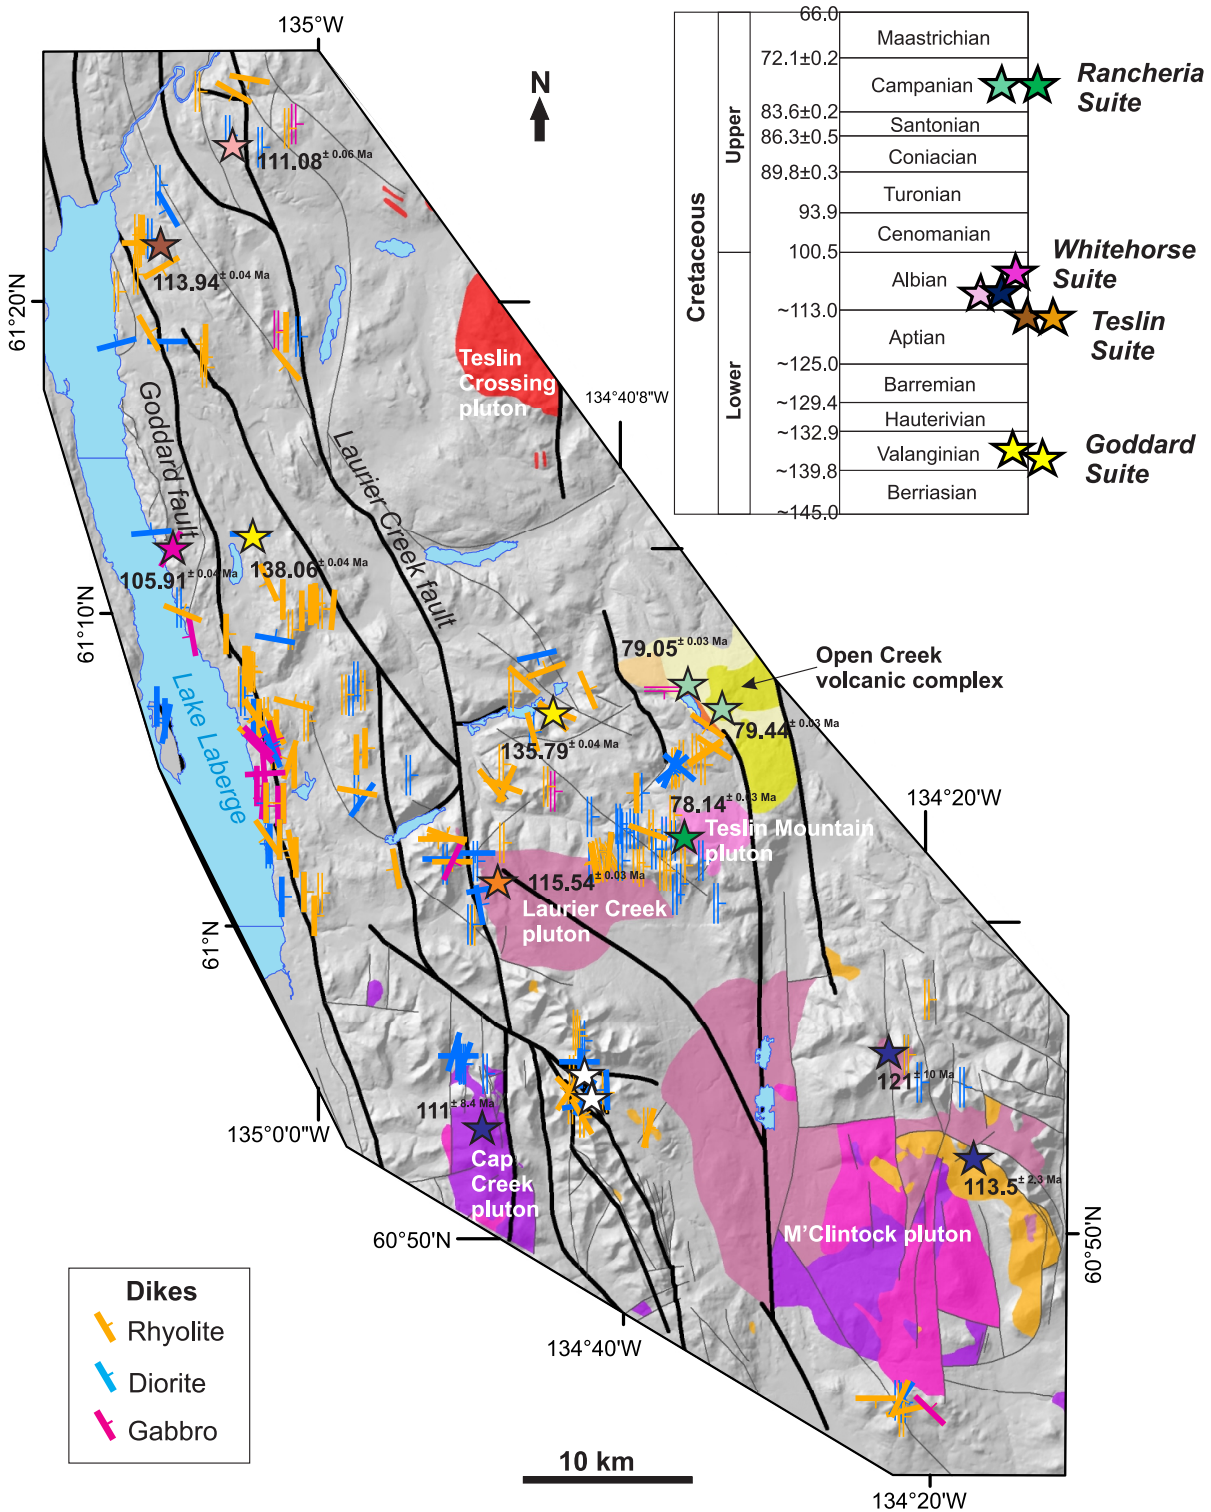 135°W
N
66.0
Maastrichian
72.1±0.2
Campanian
Rancheria
Suite
83.6±0.2
Santonian
86.3±0.5
Upper
Coniacian
89.8±0.3
Turonian
93.9
Cenomanian
Cretaceous
100.5
Whitehorse
Suite
Albian
~113.0
Teslin
Suite
Aptian
~125.0
Lower
Barremian
~129.4
Hauterivian
~132.9
Valanginian
Goddard
Suite
~139.8
Berriasian
~145.0
111.08 ± 0.06 Ma
113.94 ± 0.04 Ma
61°20'N
Teslin
Crossing
pluton
134°40'8"W
Goddard fault
Laurier Creek fault
105.91 ± 0.04 Ma
138.06 ± 0.04 Ma
61°10'N
79.05 ± 0.03 Ma
Open Creek
volcanic complex
79.44 ± 0.03 Ma
135.79 ± 0.04 Ma
Lake Laberge
78.14 ± 0.03 Ma
Teslin Mountain
pluton
134°20'W
115.54 ± 0.03 Ma
Laurier Creek
pluton
61°N
121 ± 10 Ma
111 ± 8.4 Ma
135°0'0"W
Cap
Creek
pluton
113.5 ± 2.3 Ma
M'Clintock pluton
60°50'N
60°50'N
134°40'W
Dikes
Rhyolite
Diorite
Gabbro
10 km
134°20'W